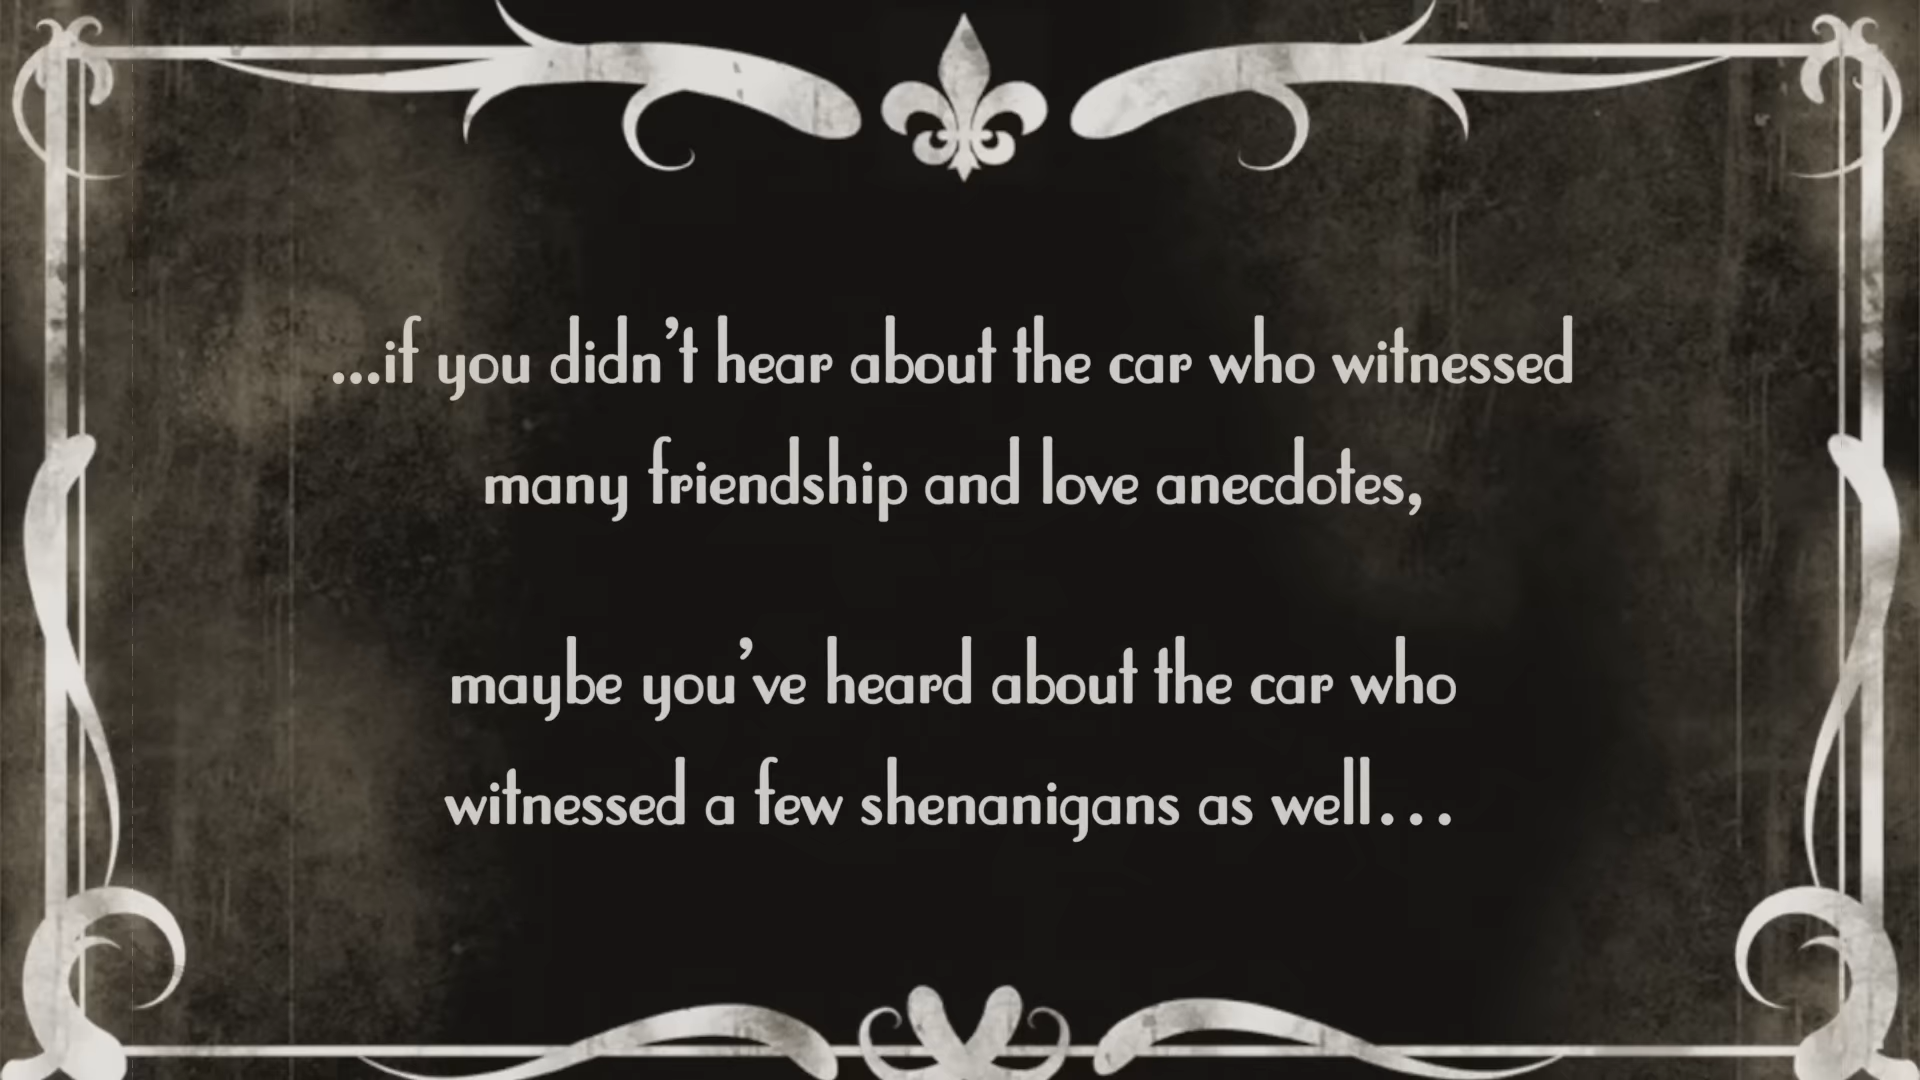 ...if you didn't hear about the car who witnessed
many friendship and love anecdotes,
maybe you've heard about the car who
witnessed a few shenanigans as well...